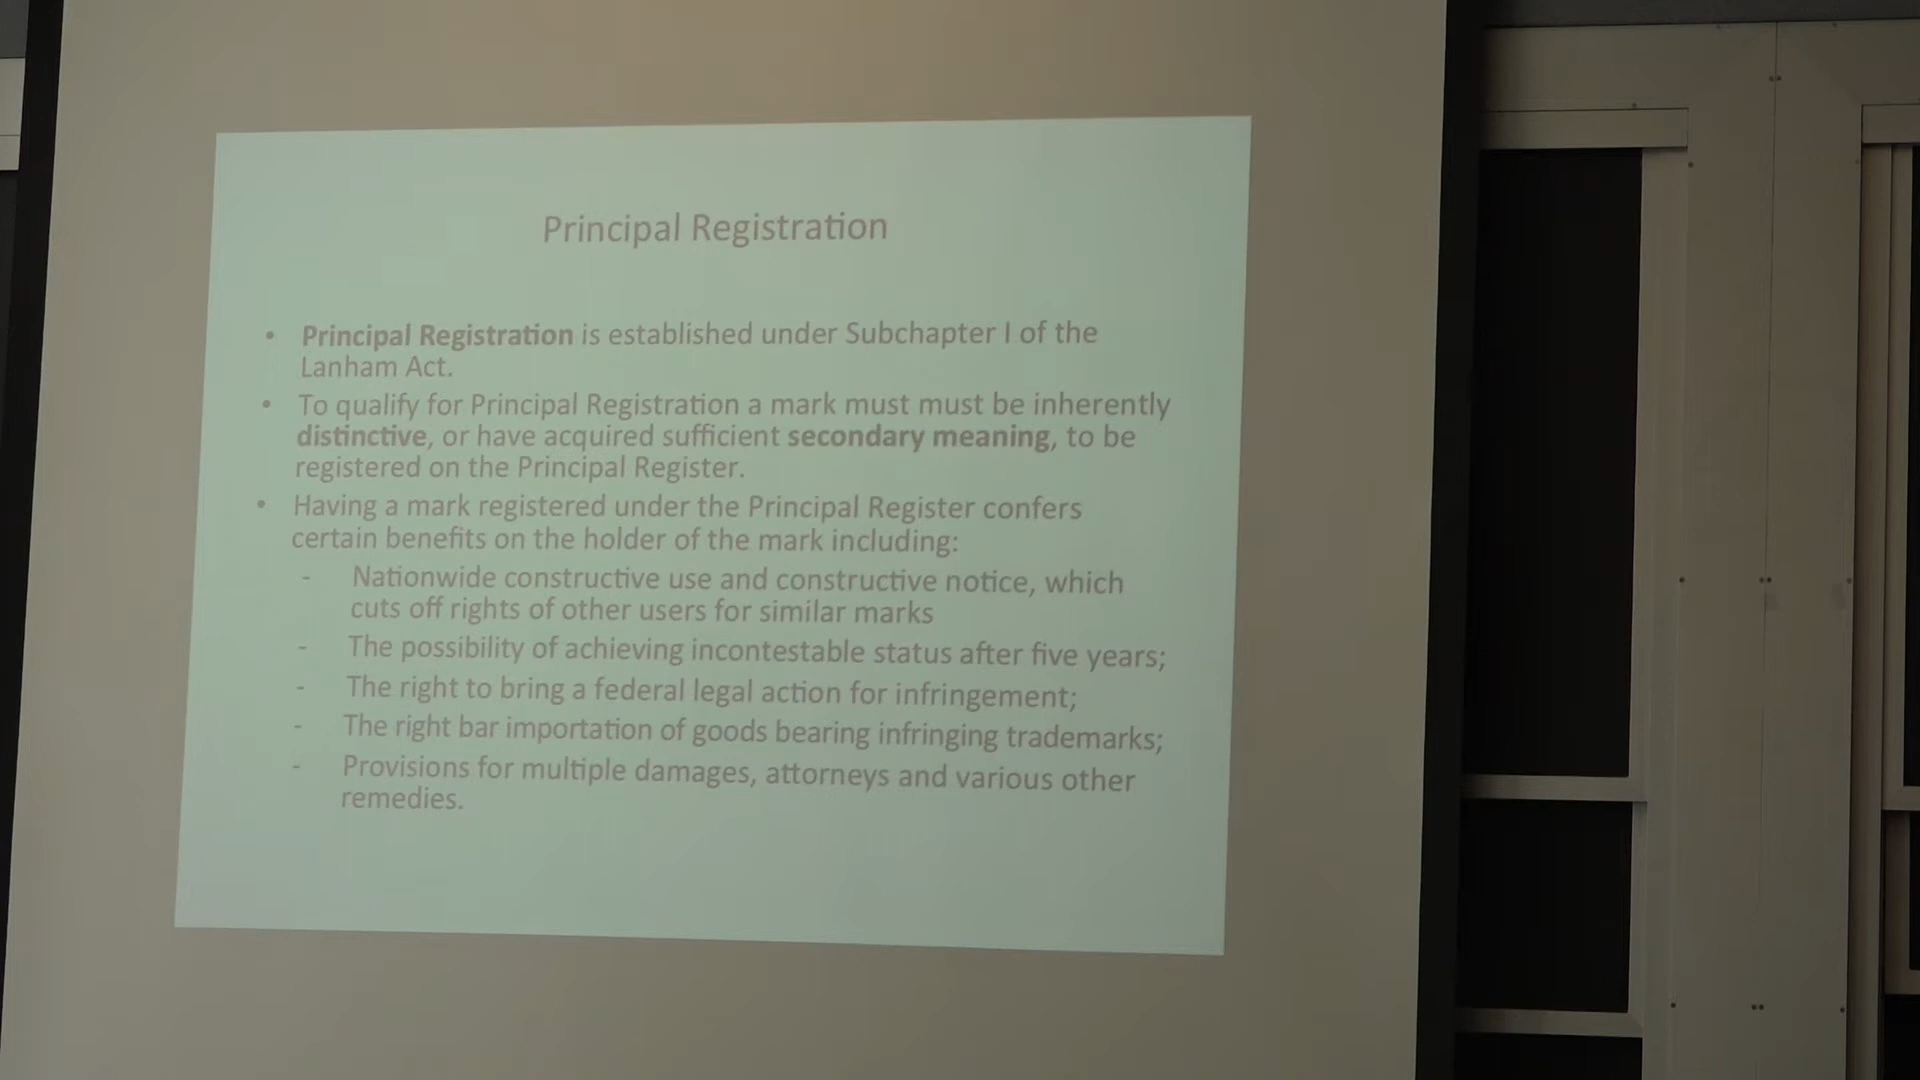 Principal Registration
• Principal Registration is established under Subchapter I of the
Lanham Act.
• To qualify for Principal Registration a mark must must be inherently
distinctive, or have acquired sufficient secondary meaning, to be
registered on the Principal Register.
• Having a mark registered under the Principal Register confers
certain benefits on the holder of the mark including:
- Nationwide constructive use and constructive notice, which
cuts off rights of other users for similar marks
- The possibility of achieving incontestable status after five years;
- The right to bring a federal legal action for infringement;
- The right bar importation of goods bearing infringing trademarks;
- Provisions for multiple damages, attorneys and various other
remedies.